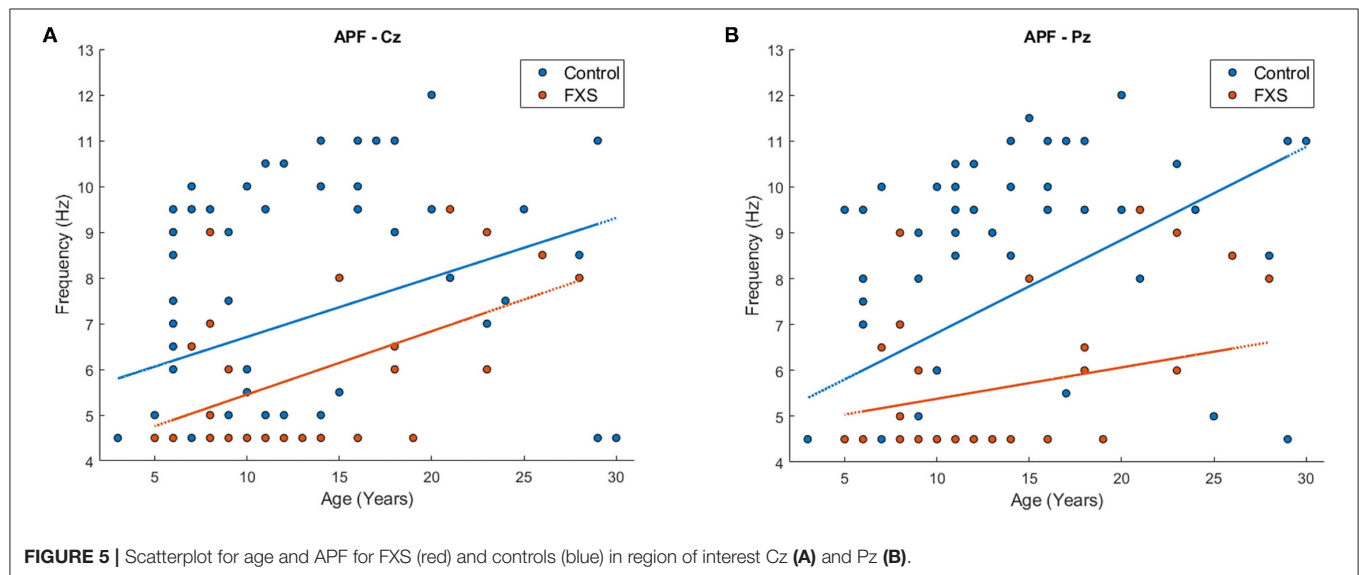 A
APF - Cz
13
12
11
10
9
8
7
6
5
4
Frequency (Hz)
5 10 15 20 25 30
Age (Years)
Control
FXS
B
APF - Pz
13
12
11
10
9
8
7
6
5
4
Frequency (Hz)
5 10 15 20 25 30
Age (Years)
Control
FXS
FIGURE 5 | Scatterplot for age and APF for FXS (red) and controls (blue) in region of interest Cz (A) and Pz (B).